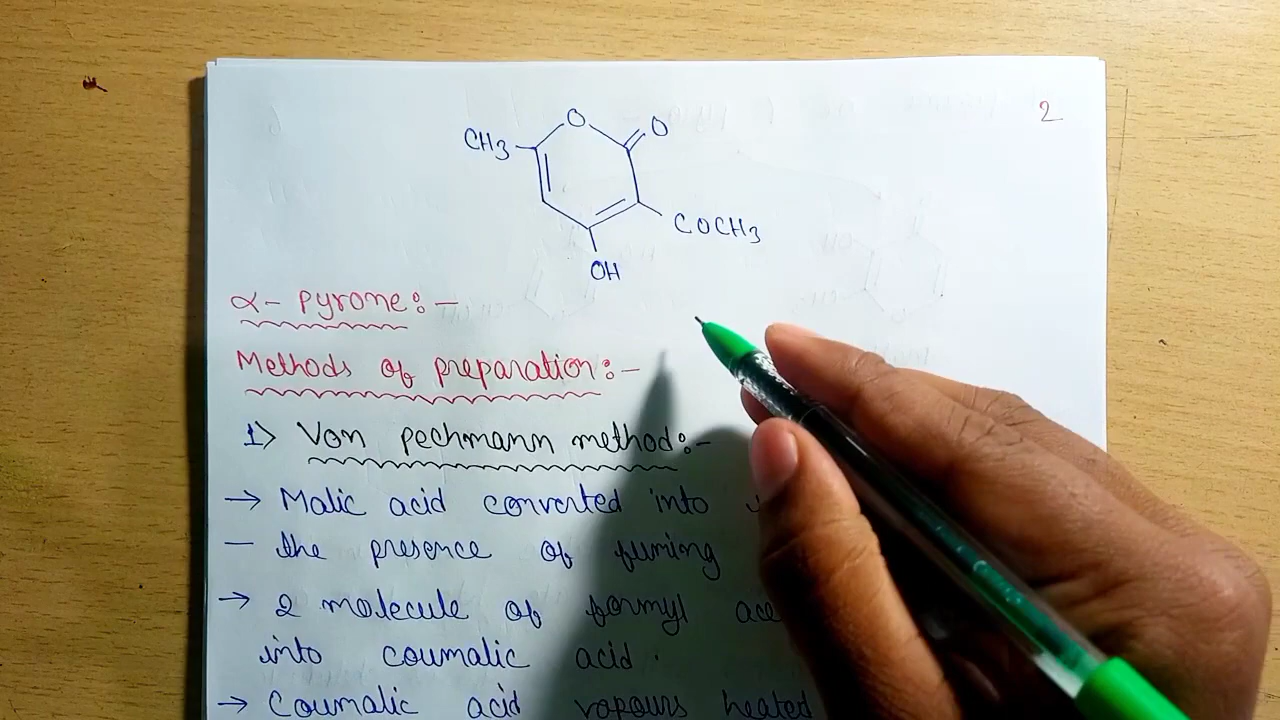 2
O
O
CH3
COCH3
OH
α- pyrone:-
Methods of preparation:-
1> Von pechmann method:-
→ Malic acid converted into
- the presence of fuming
→ 2 molecule of formyl
into coumalic acid.
→ Coumalic acid vapours heated